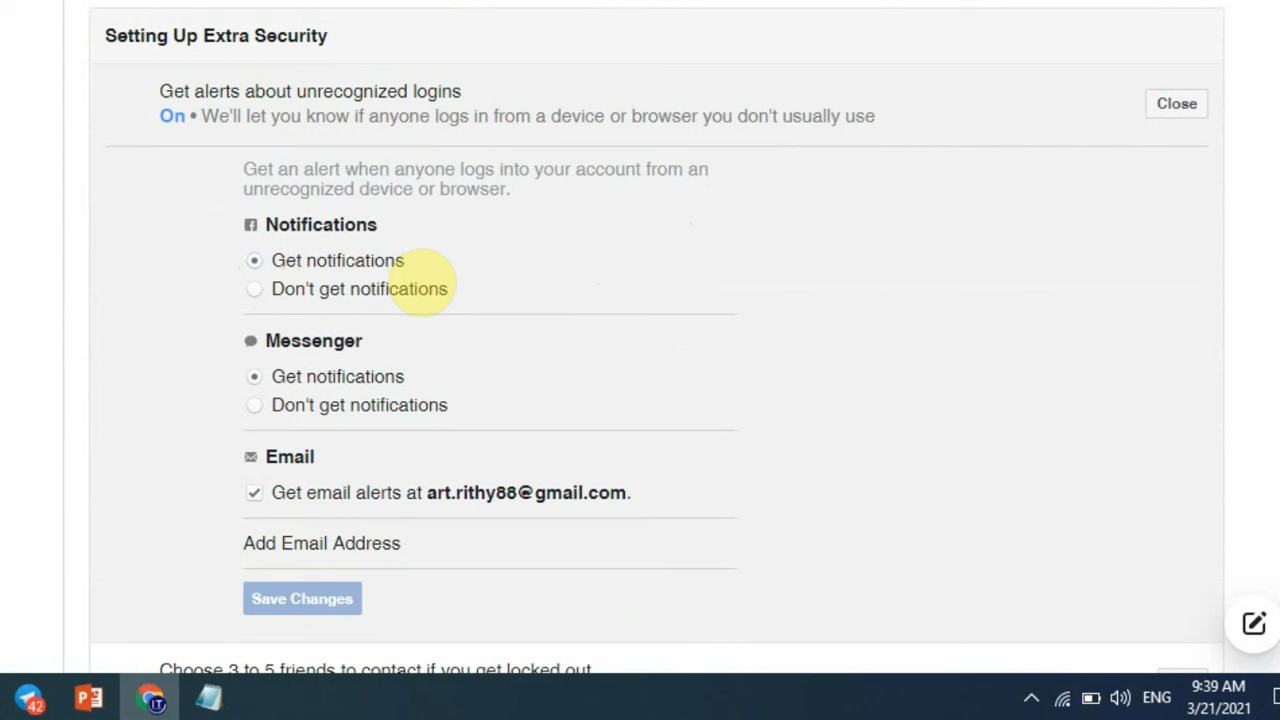 Setting Up Extra Security
Get alerts about unrecognized logins
On • We'll let you know if anyone logs in from a device or browser you don't usually use
Close
Get an alert when anyone logs into your account from an
unrecognized device or browser.
Notifications
Get notifications
Don't get notifications
Messenger
Get notifications
Don't get notifications
Email
Get email alerts at art.rithy88@gmail.com.
Add Email Address
Save Changes
Choose 3 to 5 friends to contact if you get locked out
42
P
IT
ENG
9:39 AM
3/21/2021